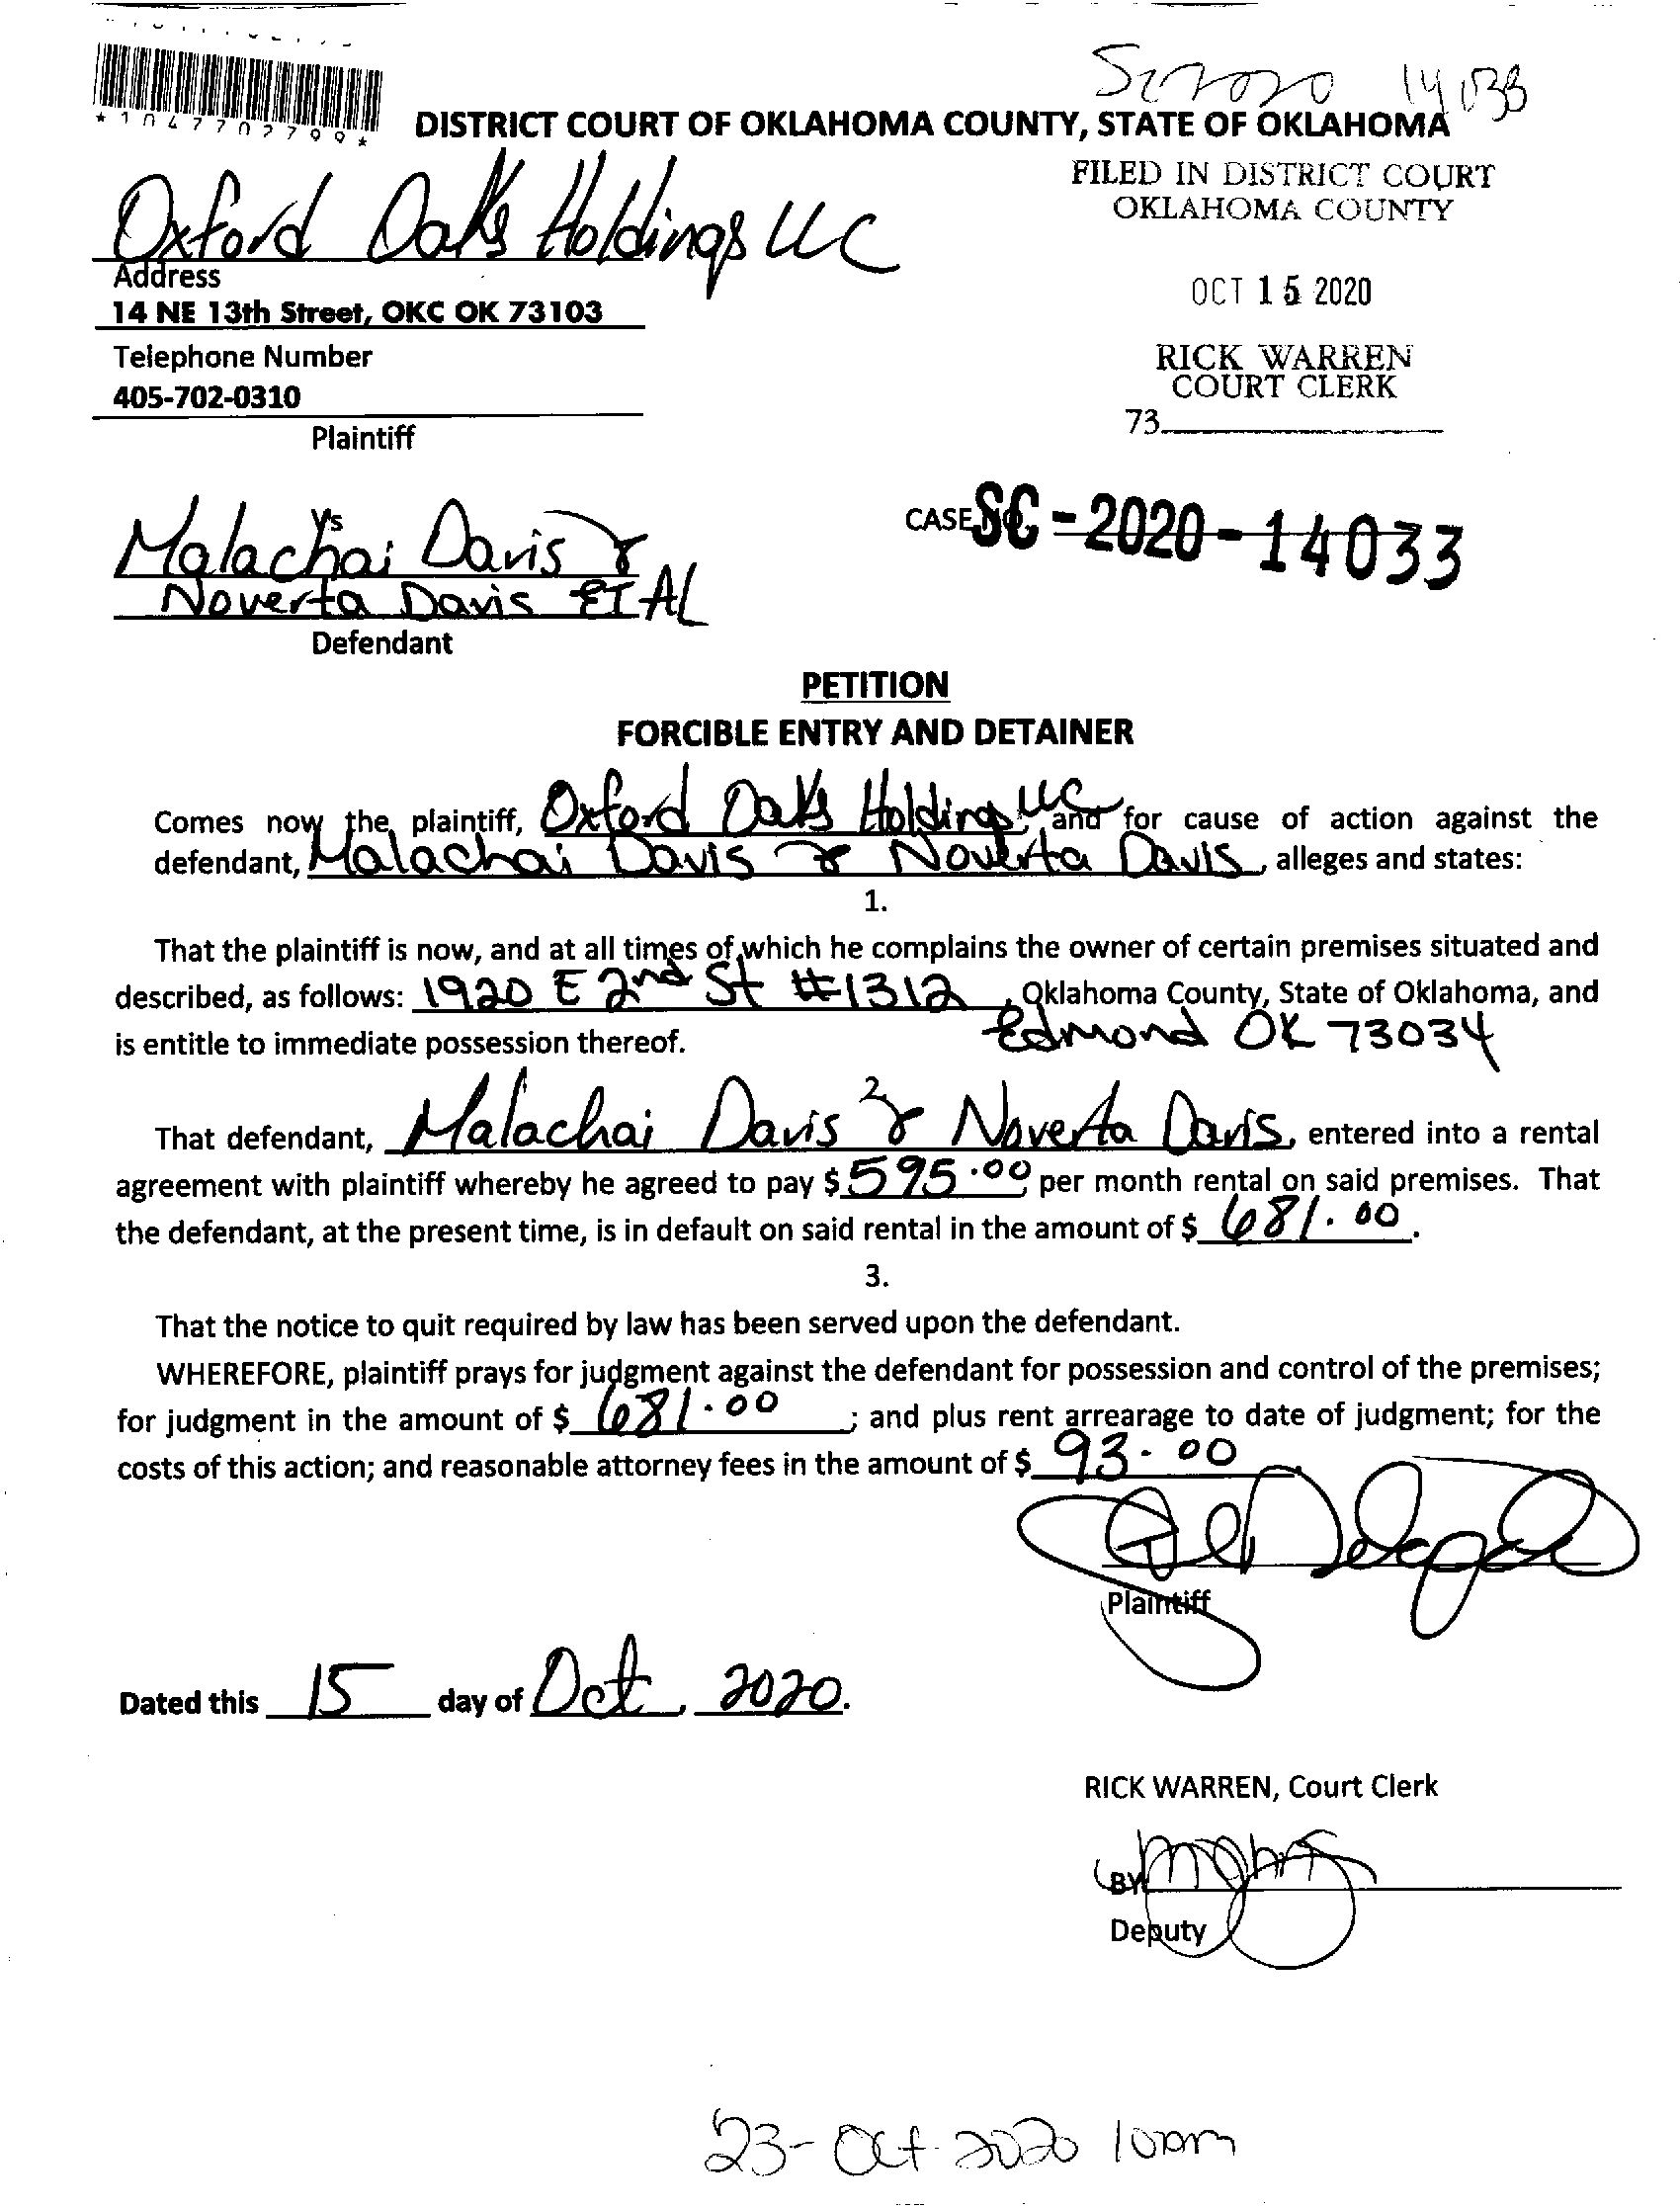 SC 2020 14033
*1047702799*
DISTRICT COURT OF OKLAHOMA COUNTY, STATE OF OKLAHOMA
FILED IN DISTRICT COURT
OKLAHOMA COUNTY
Oxford Oaks Holdings LLC
Address
14 NE 13th Street, OKC OK 73103
OCT 15 2020
Telephone Number
RICK WARREN
COURT CLERK
405-702-0310
73
Plaintiff
Vs
CASE NO. SC-2020-14033
Malachai Davis &
Noverta Davis ET AL
Defendant
PETITION
FORCIBLE ENTRY AND DETAINER
Comes now the plaintiff, Oxford Oaks Holdings LLC and for cause of action against the
defendant, Malachai Davis & Noverta Davis, alleges and states:
1.
That the plaintiff is now, and at all times of which he complains the owner of certain premises situated and
described, as follows: 1920 E 2nd St #1312, Oklahoma County, State of Oklahoma, and
Edmond OK 73034
is entitle to immediate possession thereof.
2.
That defendant, Malachai Davis & Noverta Davis, entered into a rental
agreement with plaintiff whereby he agreed to pay $ 595.00 per month rental on said premises. That
the defendant, at the present time, is in default on said rental in the amount of $ 681.00.
3.
That the notice to quit required by law has been served upon the defendant.
WHEREFORE, plaintiff prays for judgment against the defendant for possession and control of the premises;
for judgment in the amount of $ 681.00; and plus rent arrearage to date of judgment; for the
costs of this action; and reasonable attorney fees in the amount of $ 93.00
Plaintiff
Dated this 15 day of Oct, 2020.
RICK WARREN, Court Clerk
BY
Deputy
23-Oct-2020 10pm